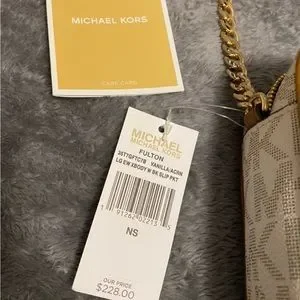 MICHAEL KORS
MICHAEL
MICHAEL KORS
FULTON
VANILLA/ACRN
LG EW XBODY W BK SLIP PKT
NS
OUR PRICE
$228.00